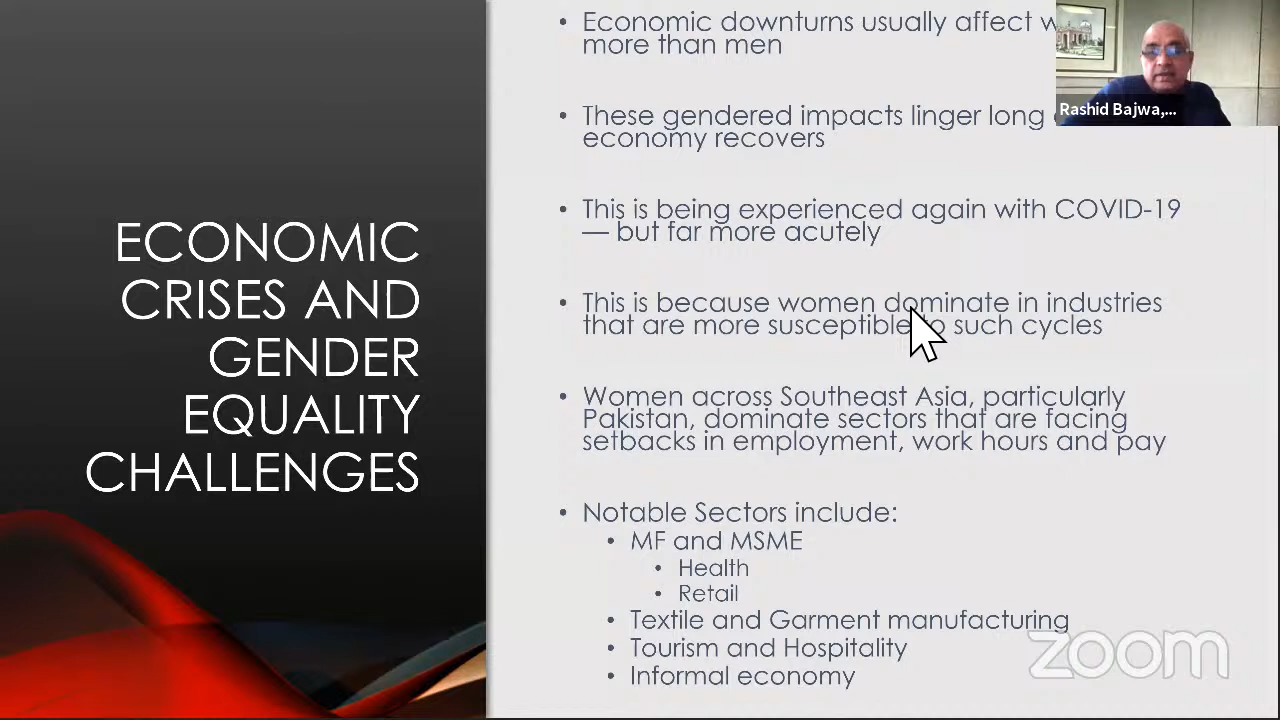 ECONOMIC
CRISES AND
GENDER
EQUALITY
CHALLENGES
• Economic downturns usually affect
more than men
• These gendered impacts linger long
economy recovers
• This is being experienced again with COVID-19
— but far more acutely
• This is because women dominate in industries
that are more susceptible to such cycles
• Women across Southeast Asia, particularly
Pakistan, dominate sectors that are facing
setbacks in employment, work hours and pay
• Notable Sectors include:
• MF and MSME
• Health
• Retail
• Textile and Garment manufacturing
• Tourism and Hospitality
• Informal economy
Rashid Bajwa,...
zoom